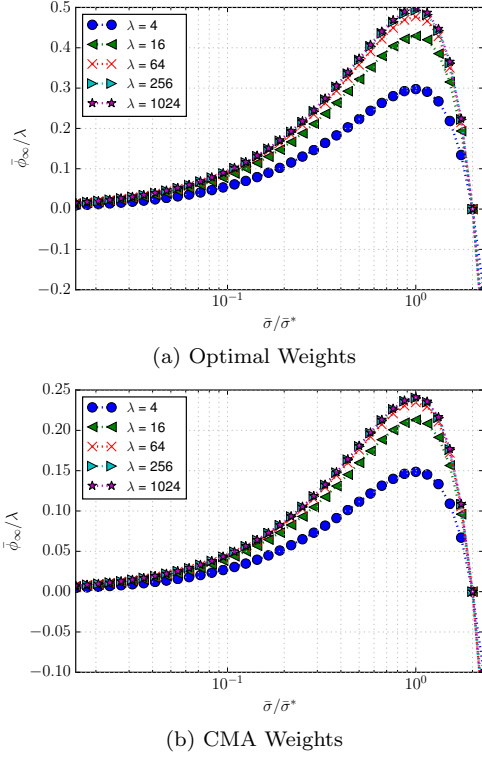 0.5
0.4
0.3
0.2
0.1
0.0
−0.1
−0.2
λ = 4
λ = 16
λ = 64
λ = 256
λ = 1024
ϕ̄∞/λ
10⁻¹
10⁰
σ̄/σ̄*
(a) Optimal Weights
0.25
0.20
0.15
0.10
0.05
0.00
−0.05
−0.10
λ = 4
λ = 16
λ = 64
λ = 256
λ = 1024
ϕ̄∞/λ
10⁻¹
10⁰
σ̄/σ̄*
(b) CMA Weights